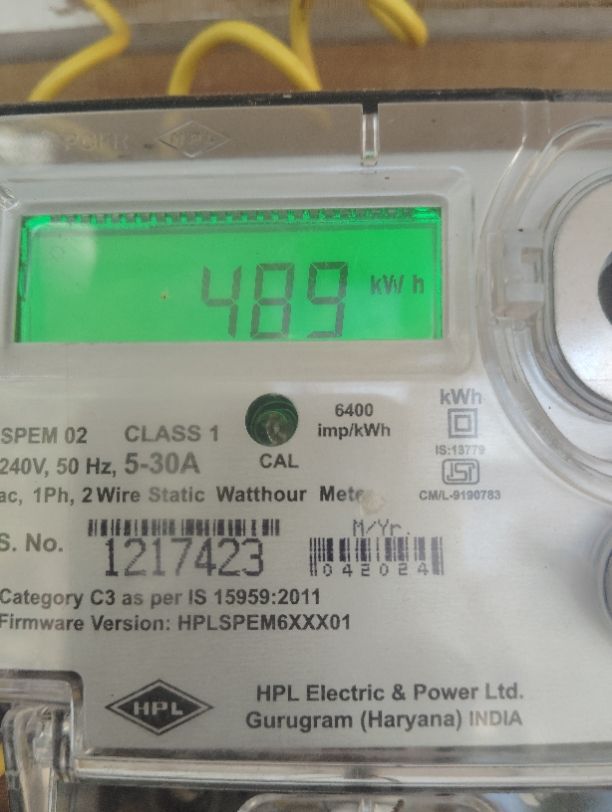 HPL
489 kW h
6400
imp/kWh
kWh
IS:13779
CM/L-9190783
SPEM 02 CLASS 1
CAL
240V, 50 Hz, 5-30A
ac, 1Ph, 2 Wire Static Watthour Mete
S. No. 1217423
M/Yr.
042024
Category C3 as per IS 15959:2011
Firmware Version: HPLSPEM6XXX01
HPL
HPL Electric & Power Ltd.
Gurugram (Haryana) INDIA